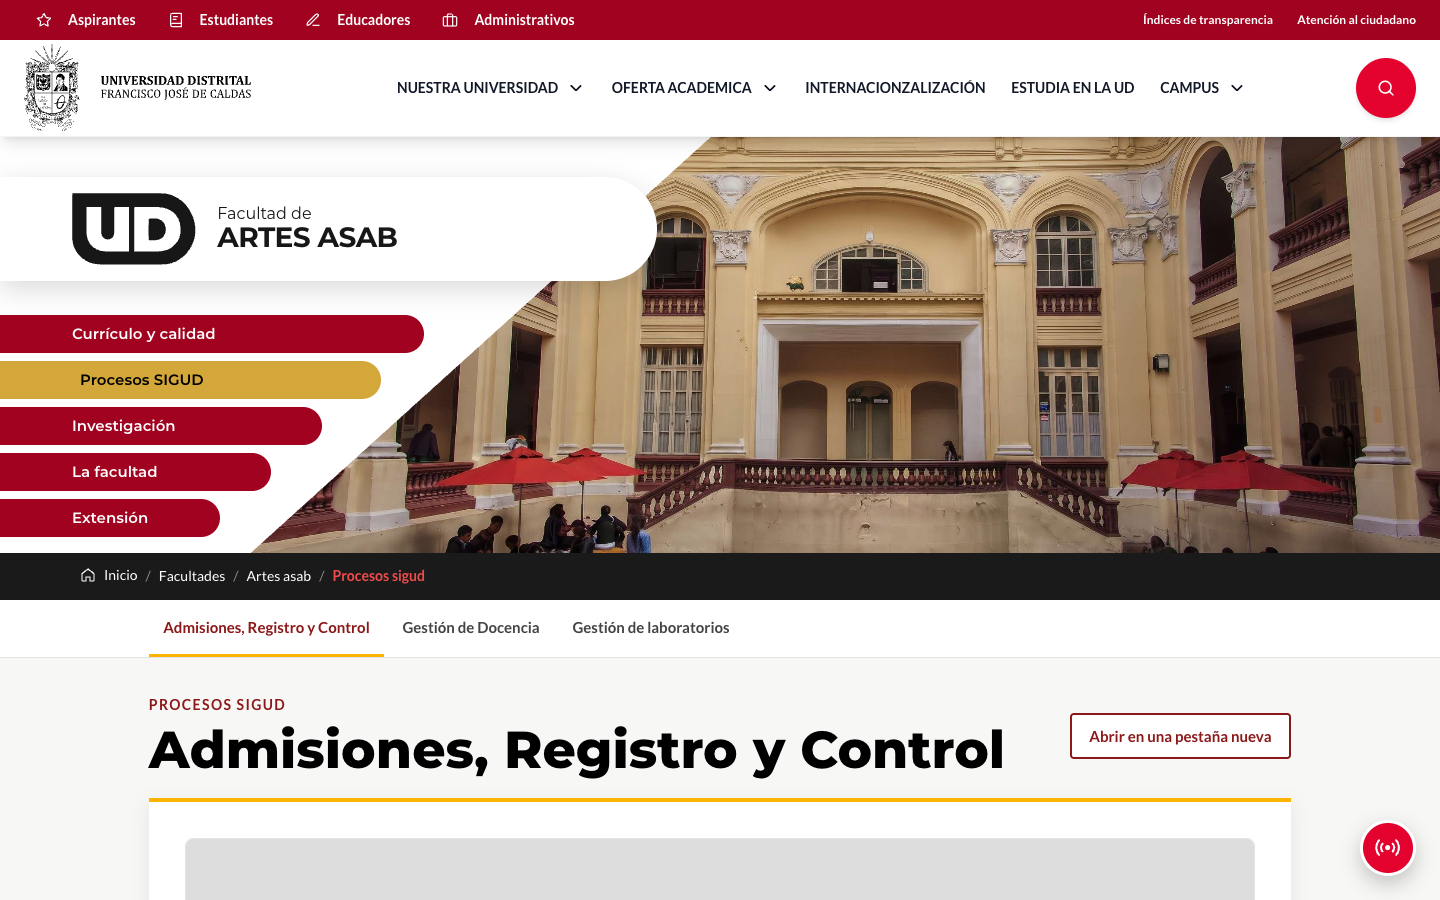 Aspirantes
Estudiantes
Educadores
Administrativos
Índices de transparencia
Atención al ciudadano
UNIVERSIDAD DISTRITAL
FRANCISCO JOSÉ DE CALDAS
NUESTRA UNIVERSIDAD
OFERTA ACADEMICA
INTERNACIONZALIZACIÓN
ESTUDIA EN LA UD
CAMPUS
UD
Facultad de
ARTES ASAB
Currículo y calidad
Procesos SIGUD
Investigación
La facultad
Extensión
Inicio / Facultades / Artes asab / Procesos sigud
Admisiones, Registro y Control
Gestión de Docencia
Gestión de laboratorios
PROCESOS SIGUD
Admisiones, Registro y Control
Abrir en una pestaña nueva